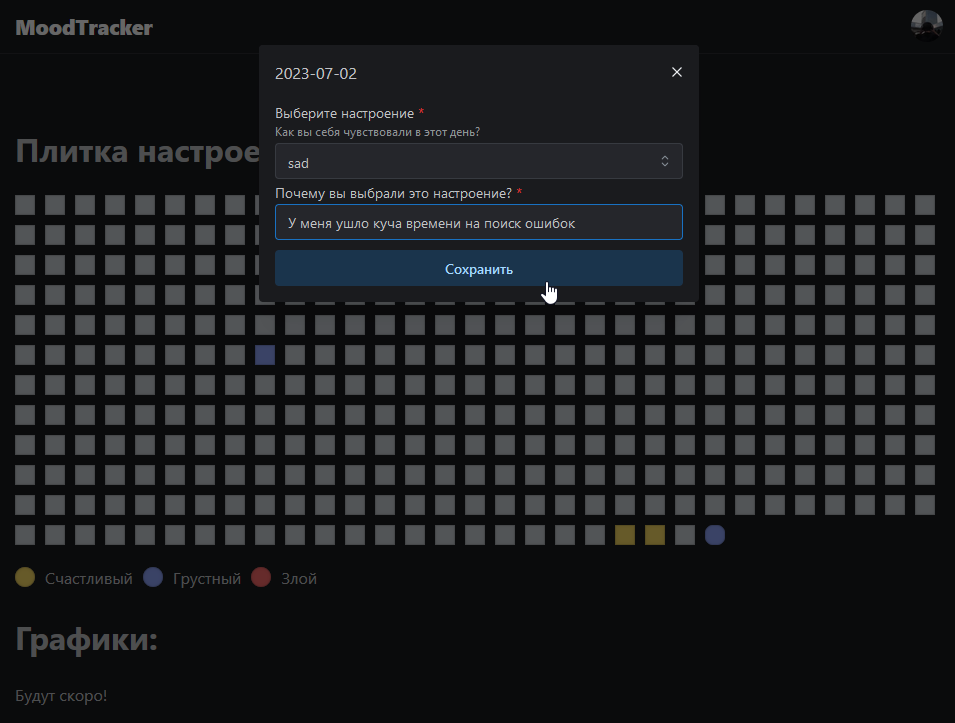 MoodTracker
2023-07-02
Выберите настроение *
Как вы себя чувствовали в этот день?
sad
Почему вы выбрали это настроение? *
У меня ушло куча времени на поиск ошибок
Сохранить
Плитка настрое
Счастливый Грустный Злой
Графики:
Будут скоро!